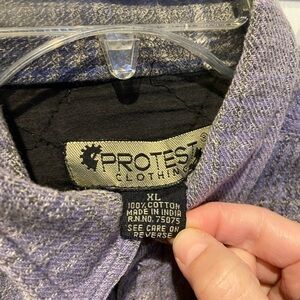 PROTEST
CLOTHING
XL
100% COTTON
MADE IN INDIA
R.N.NO. 75075
SEE CARE ON
REVERSE